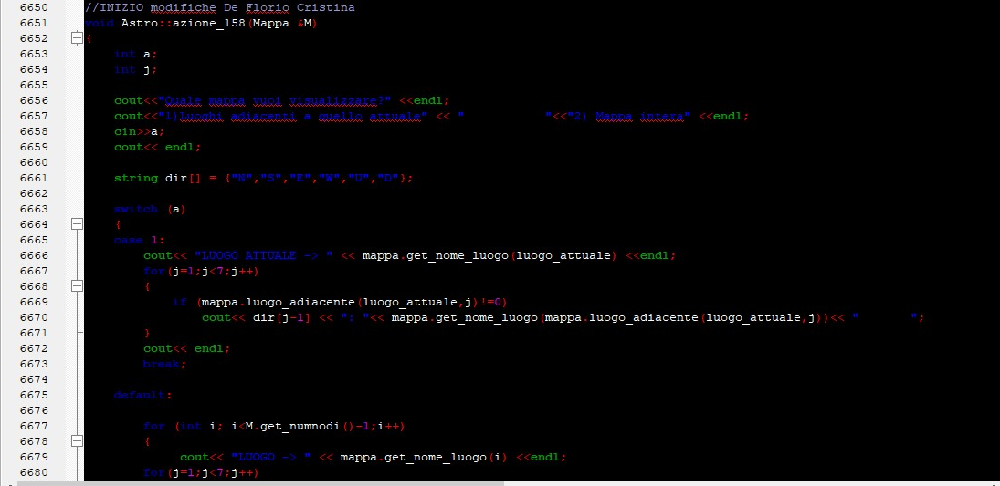 6650 //INIZIO modifiche De Florio Cristina
6651 void Astro::azione_158(Mappa &M)
6652 {
6653 int a;
6654 int j;
6655
6656 cout<<"Quale mappa vuoi visualizzare?" <<endl;
6657 cout<<"1)Luoghi adiacenti a quello attuale" << "           "<<"2) Mappa intera" <<endl;
6658 cin>>a;
6659 cout<< endl;
6660
6661 string dir[] = {"N","S","E","W","U","D"};
6662
6663 switch (a)
6664 {
6665 case 1:
6666 cout<< "LUOGO ATTUALE -> " << mappa.get_nome_luogo(luogo_attuale) <<endl;
6667 for(j=1;j<7;j++)
6668 {
6669 if (mappa.luogo_adiacente(luogo_attuale,j)!=0)
6670 cout<< dir[j-1] << ": "<< mappa.get_nome_luogo(mappa.luogo_adiacente(luogo_attuale,j))<< "       ";
6671 }
6672 cout<< endl;
6673 break;
6674
6675 default:
6676
6677 for (int i; i<M.get_numnodi()-1;i++)
6678 {
6679 cout<< "LUOGO -> " << mappa.get_nome_luogo(i) <<endl;
6680 for(j=1;j<7;j++)